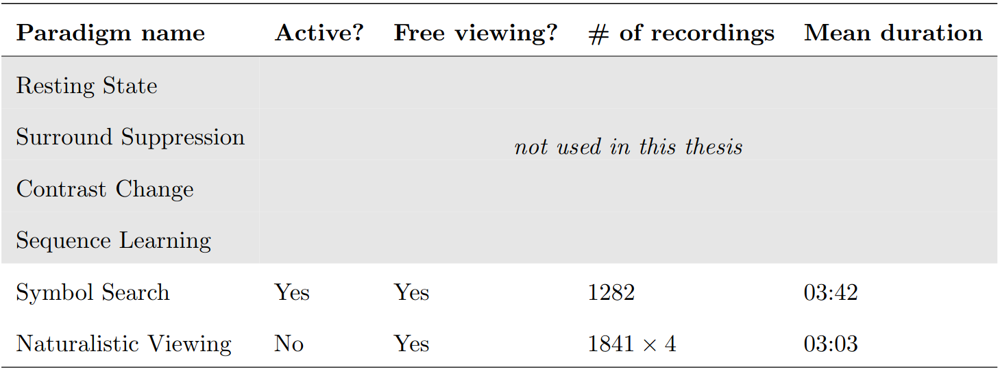 Paradigm name Active? Free viewing? # of recordings Mean duration
Resting State
Surround Suppression
not used in this thesis
Contrast Change
Sequence Learning
Symbol Search Yes Yes 1282 03:42
Naturalistic Viewing No Yes 1841 × 4 03:03